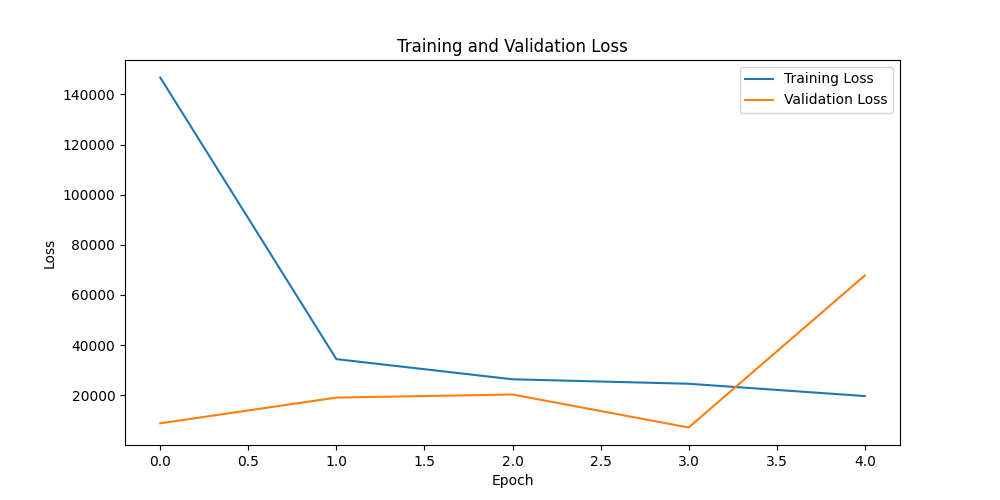 Training and Validation Loss
Training Loss
Validation Loss
140000
120000
100000
80000
60000
40000
20000
Loss
0.0 0.5 1.0 1.5 2.0 2.5 3.0 3.5 4.0
Epoch